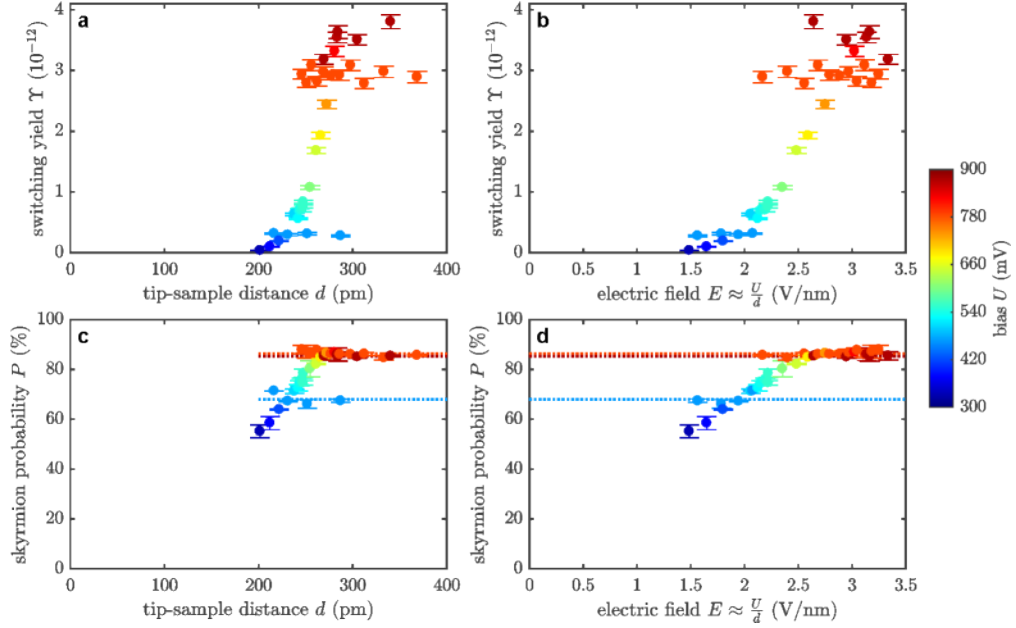 a
4
3
2
1
0
switching yield Υ (10⁻¹²)
0 100 200 300 400
tip-sample distance d (pm)
b
4
3
2
1
0
switching yield Υ (10⁻¹²)
0 0.5 1 1.5 2 2.5 3 3.5
electric field E ≈ U/d (V/nm)
c
100
80
60
40
20
0
skyrmion probability P (%)
0 100 200 300 400
tip-sample distance d (pm)
d
100
80
60
40
20
0
skyrmion probability P (%)
0 0.5 1 1.5 2 2.5 3 3.5
electric field E ≈ U/d (V/nm)
900
780
660
540
420
300
bias U (mV)